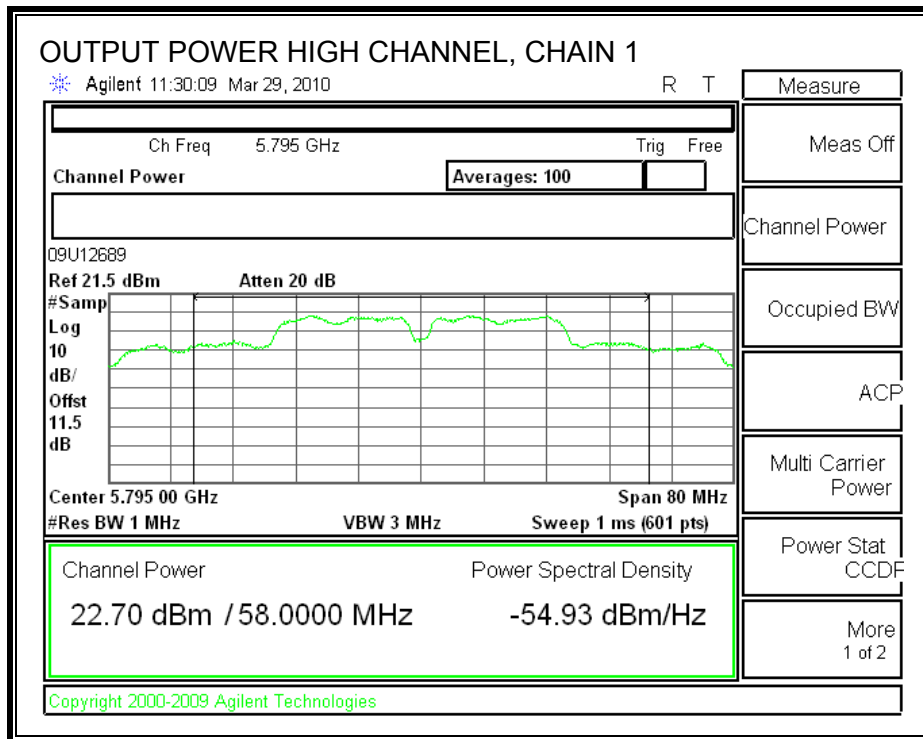 OUTPUT POWER HIGH CHANNEL, CHAIN 1
Agilent 11:30:09 Mar 29, 2010 R T
Measure
Ch Freq 5.795 GHz Trig Free
Meas Off
Channel Power Averages: 100
Channel Power
09U12689
Ref 21.5 dBm Atten 20 dB
#Samp
Log
10
dB/
Offst
11.5
dB
Occupied BW
ACP
Multi Carrier
Power
Center 5.795 00 GHz Span 80 MHz
#Res BW 1 MHz VBW 3 MHz Sweep 1 ms (601 pts)
Power Stat
CCDF
Channel Power Power Spectral Density
22.70 dBm / 58.0000 MHz -54.93 dBm/Hz
More
1 of 2
Copyright 2000-2009 Agilent Technologies